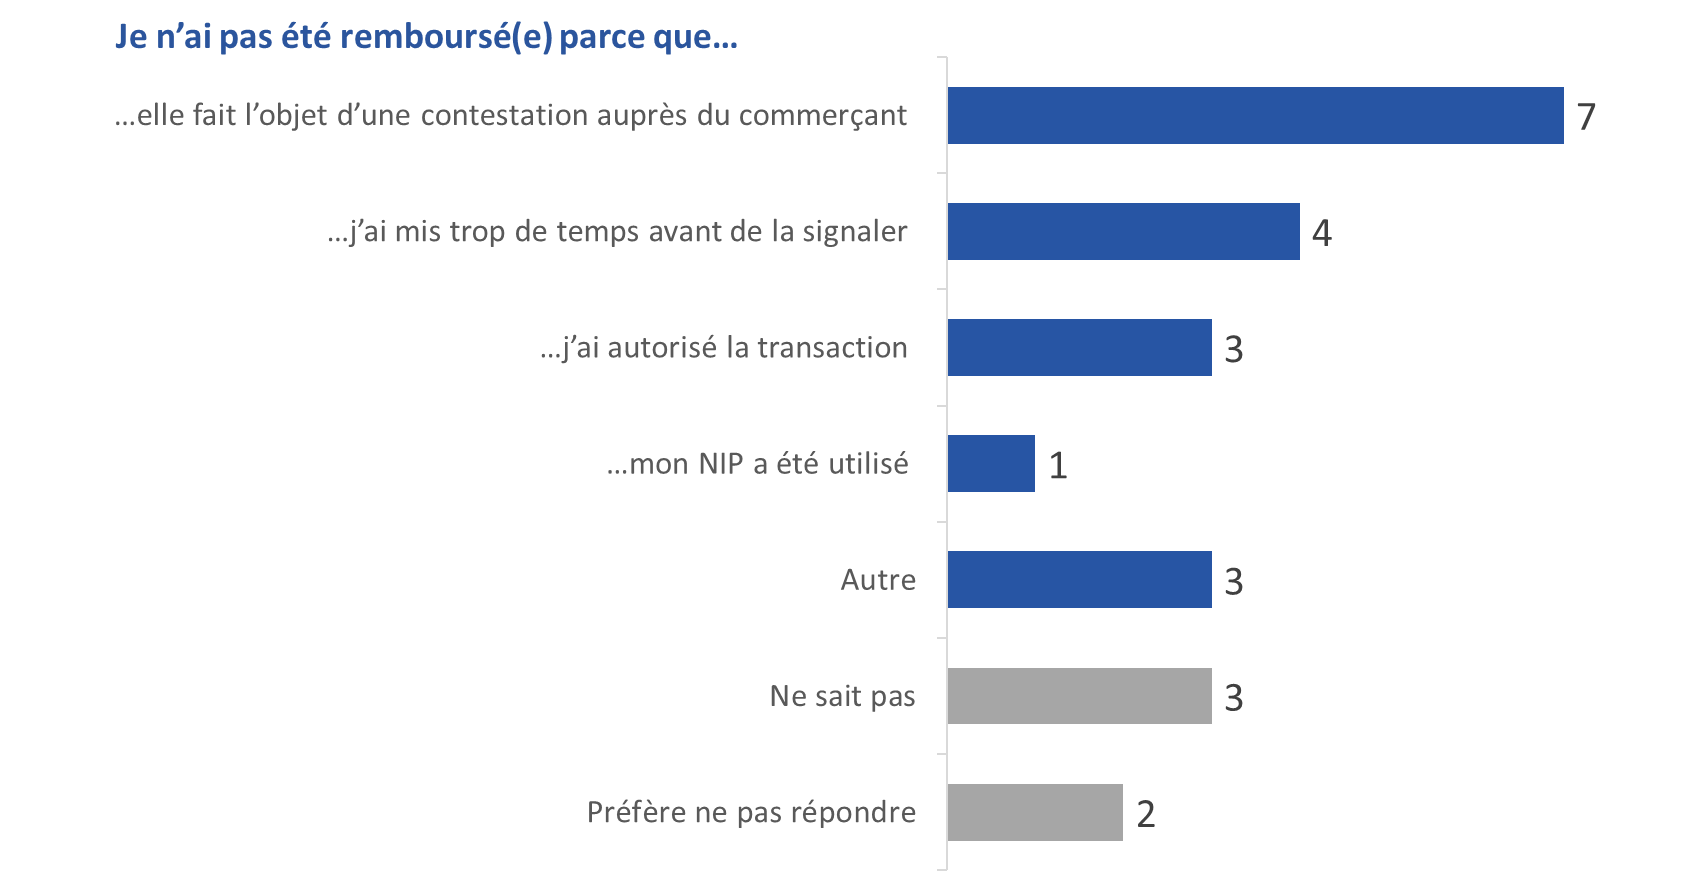 Je n’ai pas été remboursé(e) parce que…
…elle fait l’objet d’une contestation auprès du commerçant
7
…j’ai mis trop de temps avant de la signaler
4
…j’ai autorisé la transaction
3
…mon NIP a été utilisé
1
Autre
3
Ne sait pas
3
Préfère ne pas répondre
2